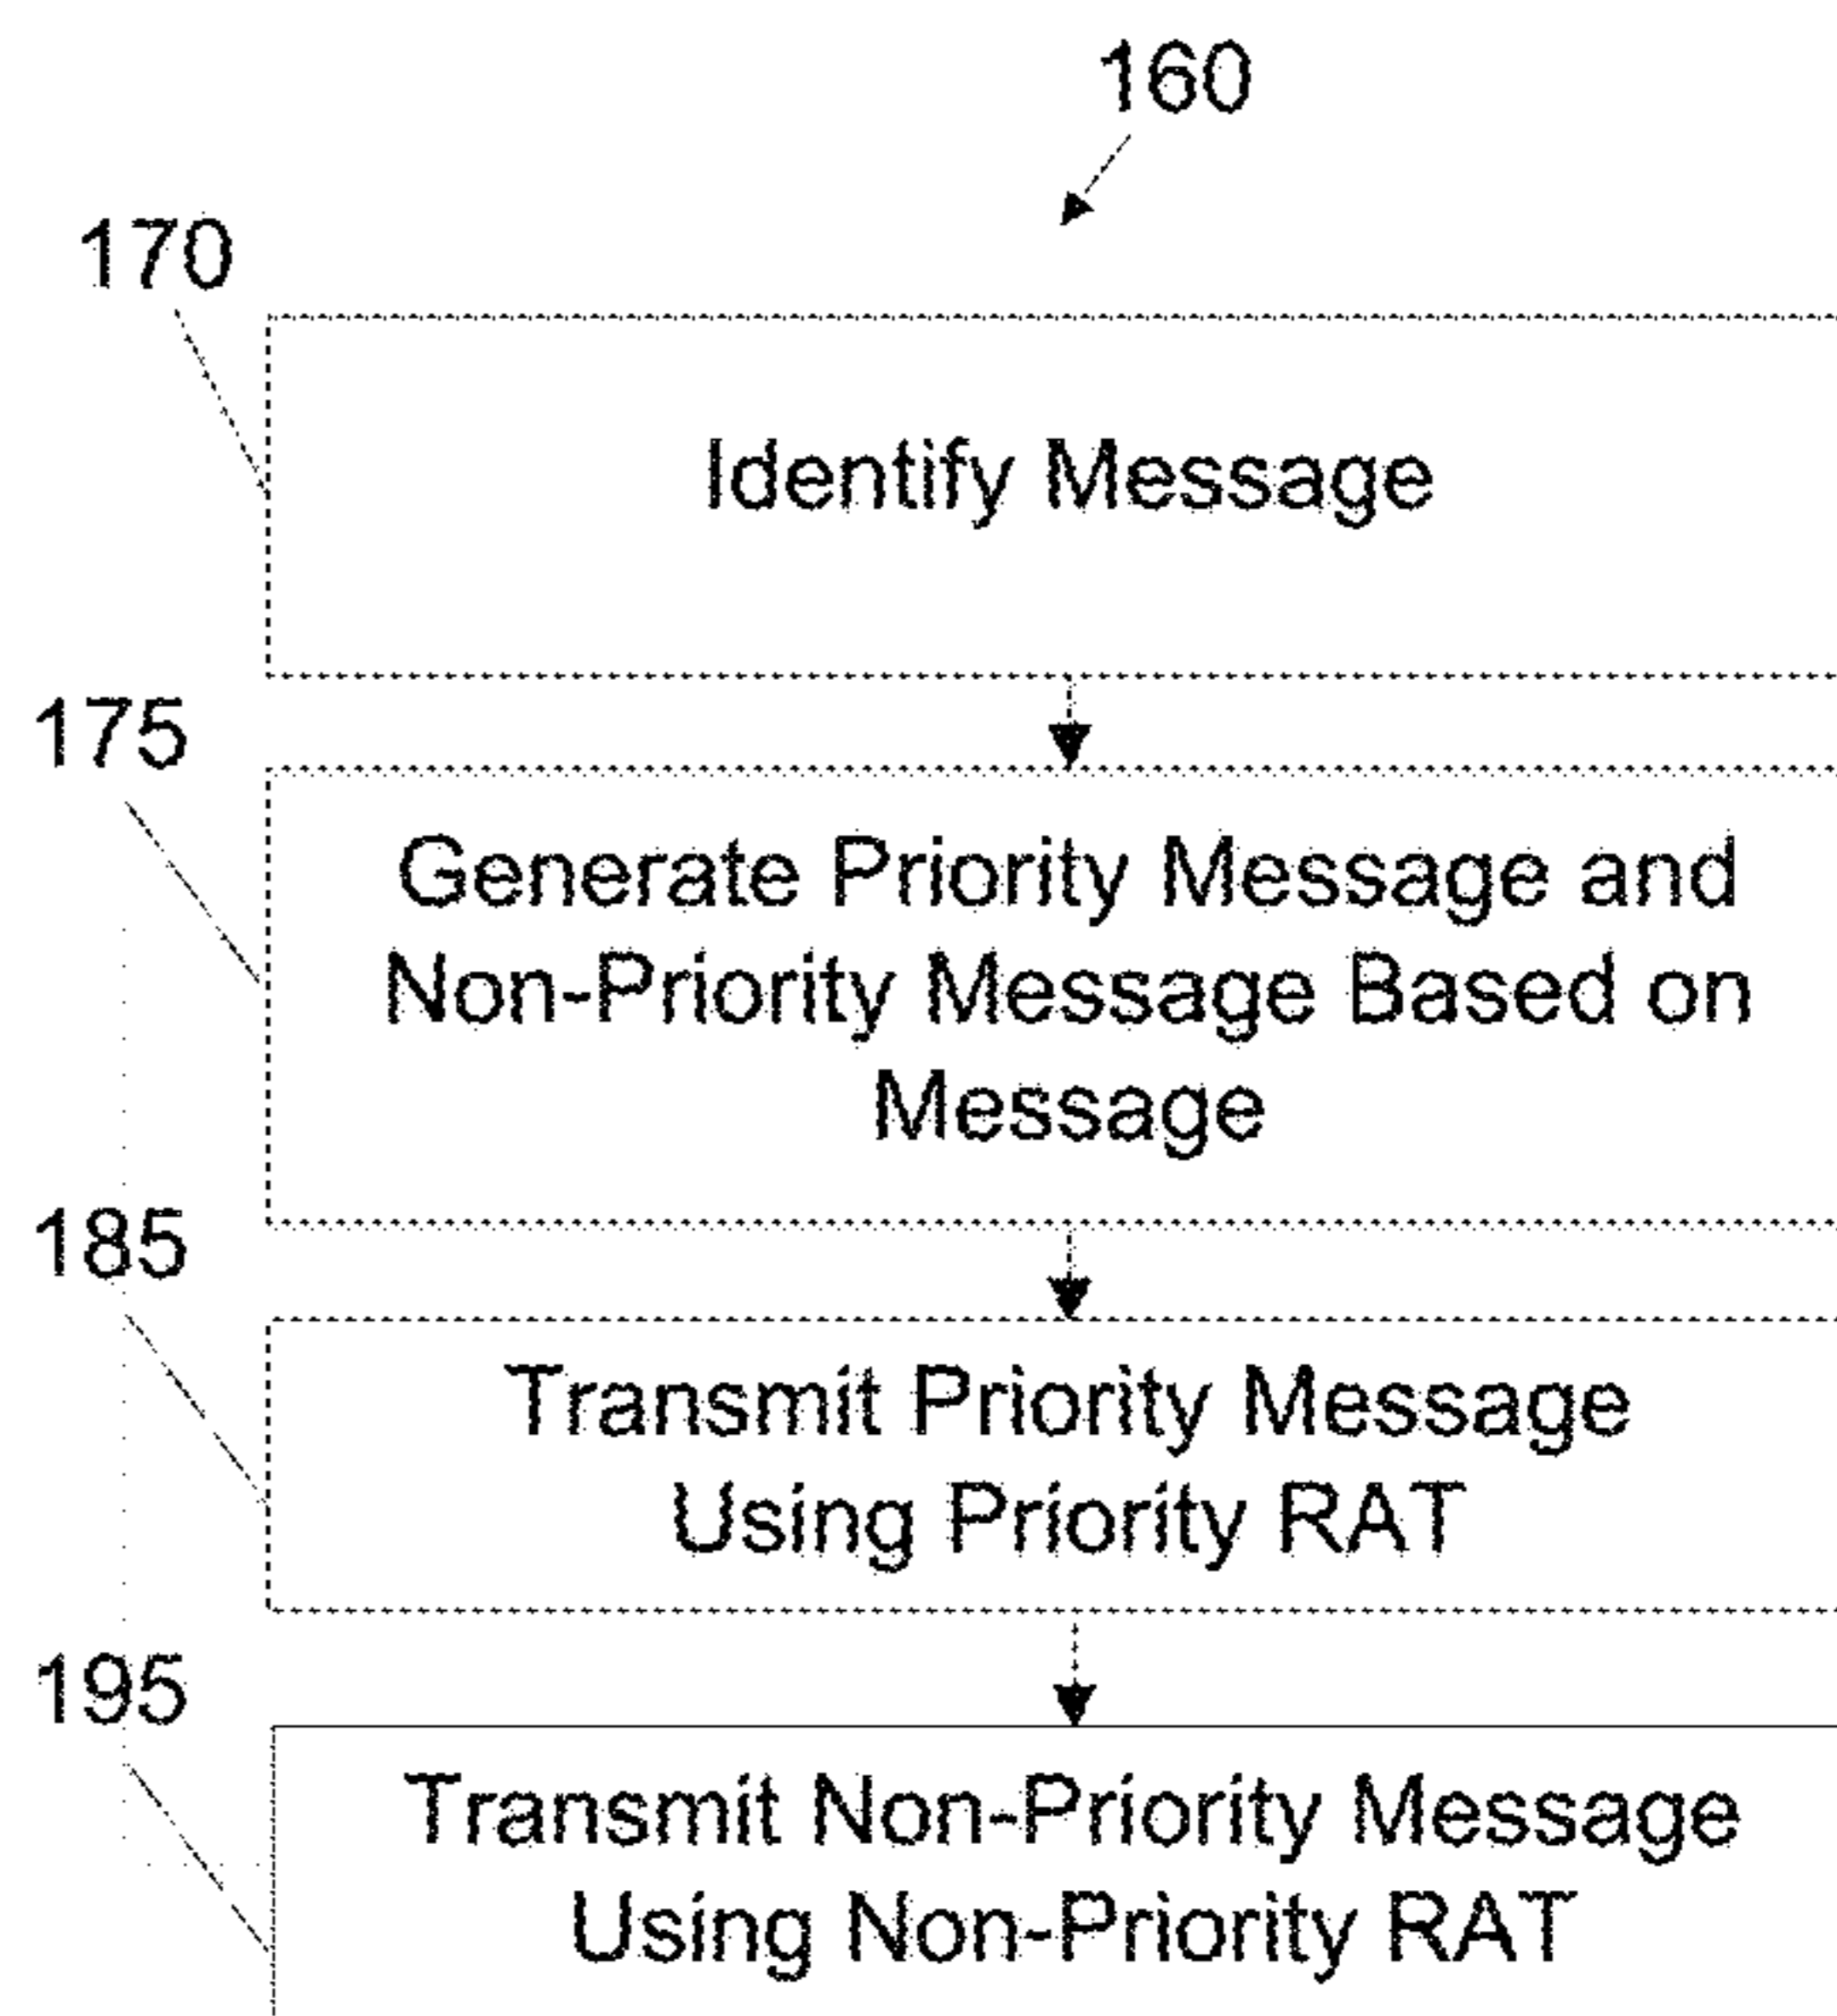 160
170
Identify Message
175
Generate Priority Message and
Non-Priority Message Based on
Message
185
Transmit Priority Message
Using Priority RAT
195
Transmit Non-Priority Message
Using Non-Priority RAT